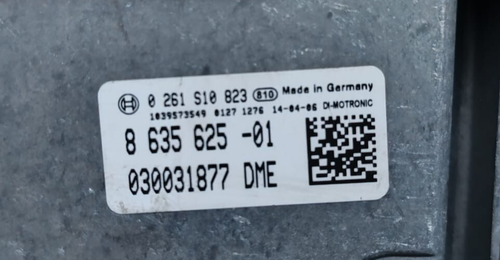 0 261 S10 823 810 Made in Germany
1039573549 0127 1276 14-04-06 DI-MOTRONIC
8 635 625 -01
030031877 DME